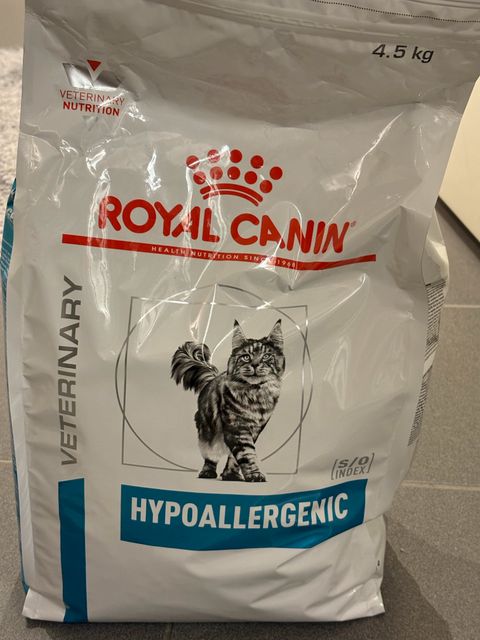 4.5 kg
VETERINARY
NUTRITION
ROYAL CANIN
HEALTH NUTRITION SINCE 1968
VETERINARY
[S/O
INDEX]
HYPOALLERGENIC